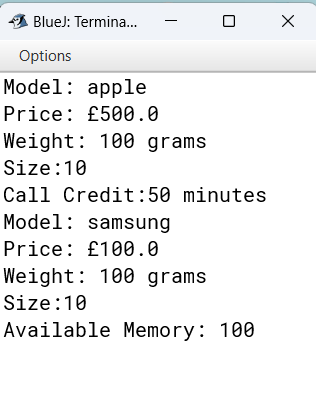 BlueJ: Termina...
Options
Model: apple
Price: £500.0
Weight: 100 grams
Size:10
Call Credit:50 minutes
Model: samsung
Price: £100.0
Weight: 100 grams
Size:10
Available Memory: 100